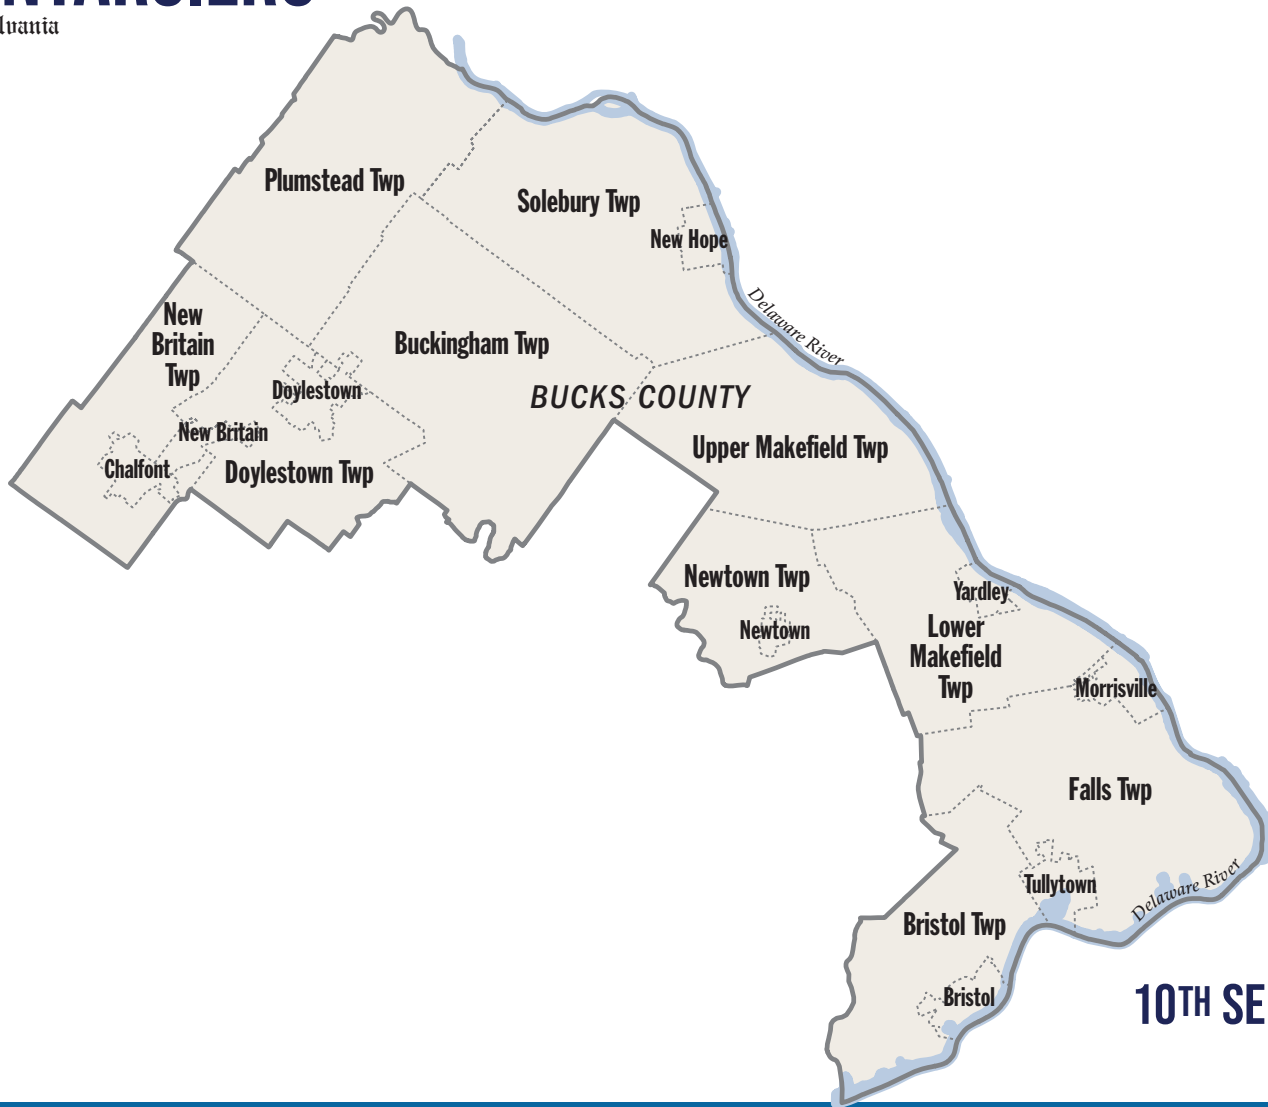 lvania
Plumstead Twp
Solebury Twp
New Hope
Delaware River
New
Britain
Twp
Buckingham Twp
Doylestown
BUCKS COUNTY
New Britain
Upper Makefield Twp
Chalfont
Doylestown Twp
Newtown Twp
Yardley
Newtown
Lower
Makefield
Twp
Morrisville
Falls Twp
Tullytown
Delaware River
Bristol Twp
Bristol
10TH SE